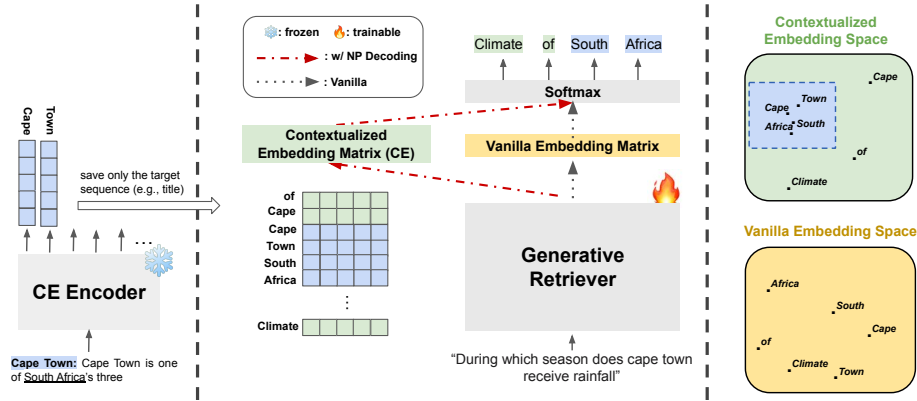 Cape
Town
save only the target
sequence (e.g., title)
...
CE Encoder
Cape Town: Cape Town is one
of South Africa's three
: frozen
: trainable
: w/ NP Decoding
: Vanilla
Climate of South Africa
Softmax
Contextualized
Embedding Matrix (CE)
Vanilla Embedding Matrix
of
Cape
Cape
Town
South
Africa
⋮
Climate
Generative
Retriever
“During which season does cape town
receive rainfall”
Contextualized
Embedding Space
Cape
Town
Cape
South
Africa
of
Climate
Vanilla Embedding Space
Africa
South
Cape
of
Climate
Town